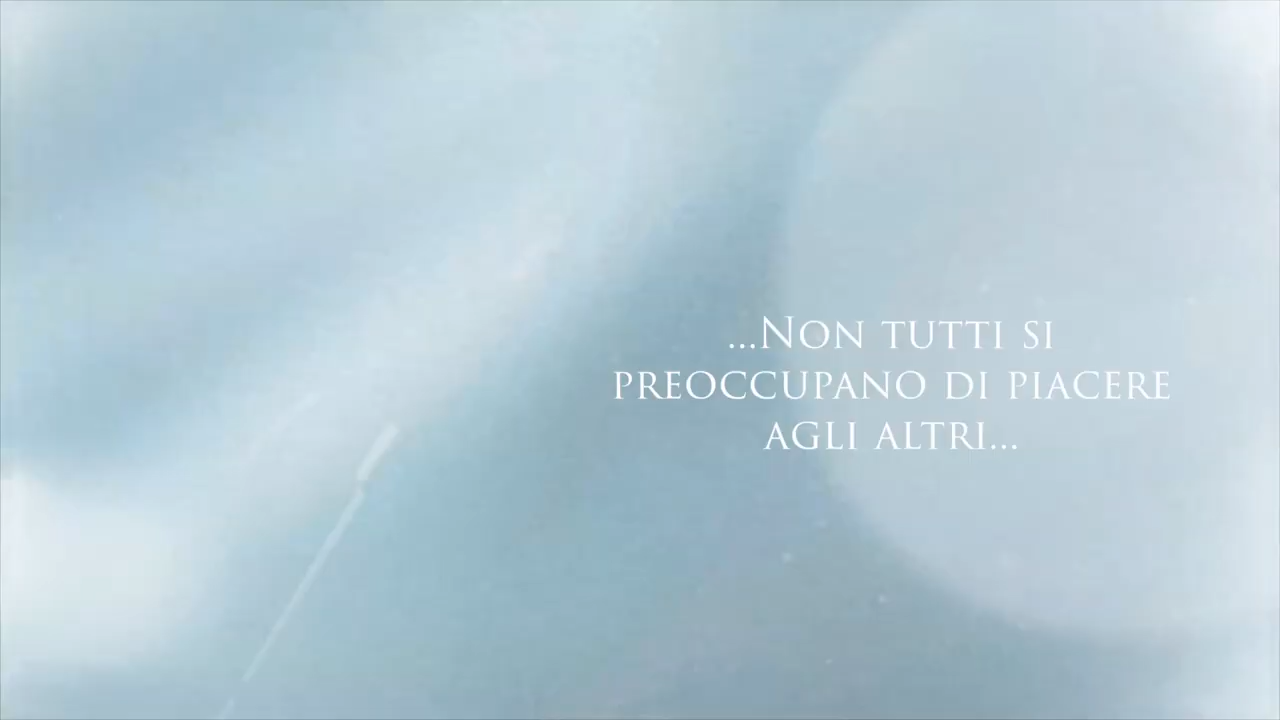 ...Non tutti si
preoccupano di piacere
agli altri...